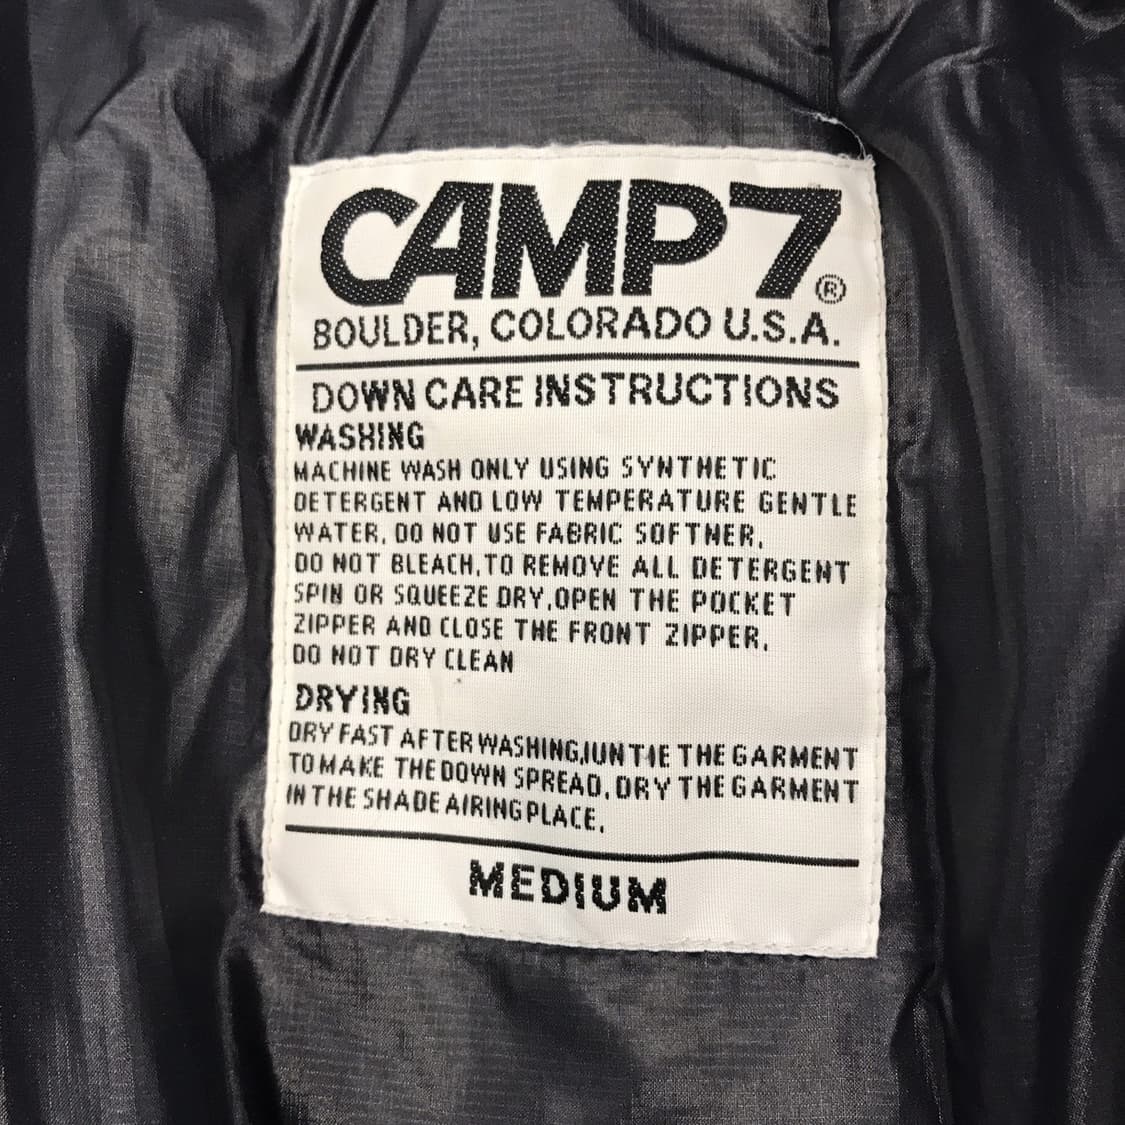 CAMP7®
BOULDER, COLORADO U.S.A.
DOWN CARE INSTRUCTIONS
WASHING
MACHINE WASH ONLY USING SYNTHETIC
DETERGENT AND LOW TEMPERATURE GENTLE
WATER. DO NOT USE FABRIC SOFTNER.
DO NOT BLEACH,TO REMOVE ALL DETERGENT
SPIN OR SQUEEZE DRY,OPEN THE POCKET
ZIPPER AND CLOSE THE FRONT ZIPPER.
DO NOT DRY CLEAN
DRYING
DRY FAST AFTER WASHING,IUNTIE THE GARMENT
TO MAKE THE DOWN SPREAD, DRY THE GARMENT
IN THE SHADE AIRING PLACE.
MEDIUM